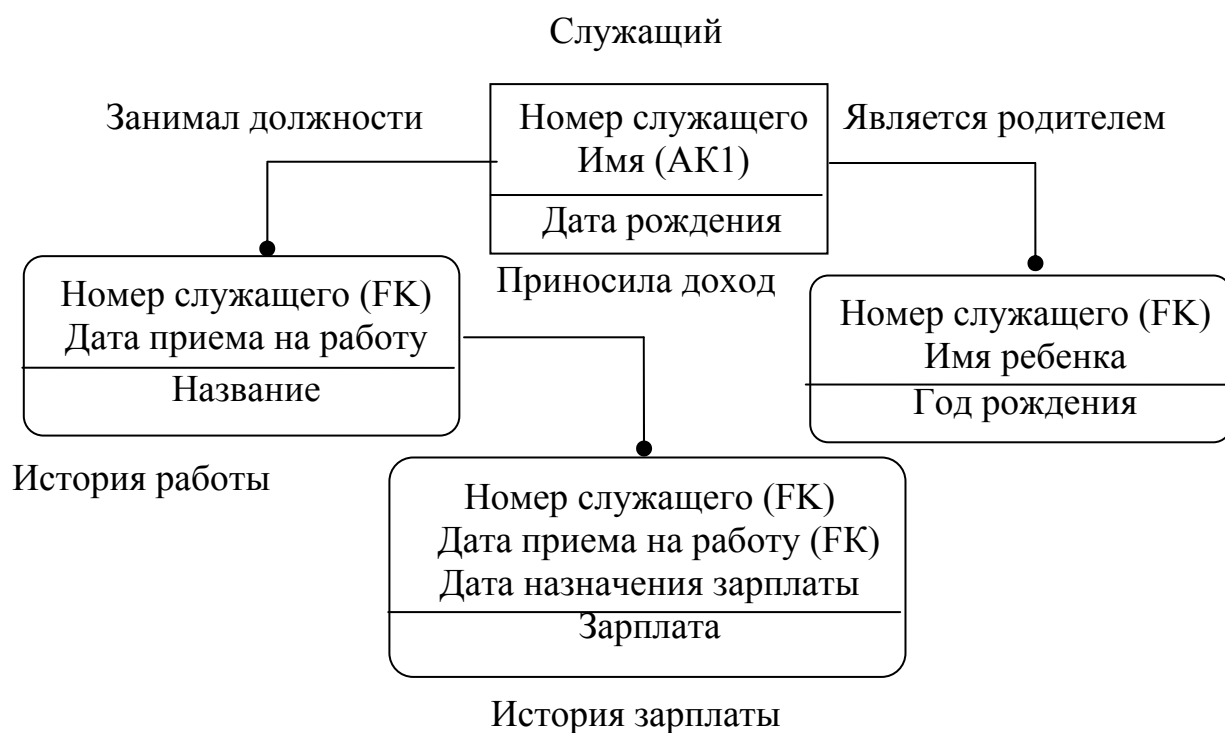 Служащий
Занимал должности
Номер служащего
Имя (АК1)
Является родителем
Дата рождения
Приносила доход
Номер служащего (FK)
Дата приема на работу
Название
Номер служащего (FK)
Имя ребенка
Год рождения
История работы
Номер служащего (FK)
Дата приема на работу (FK)
Дата назначения зарплаты
Зарплата
История зарплаты